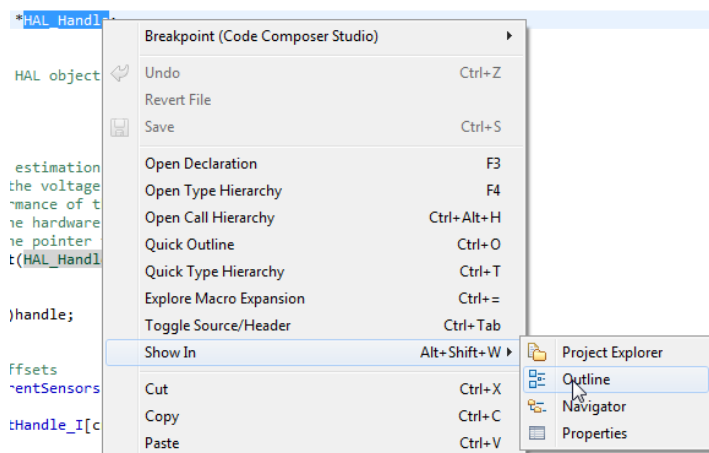 *HAL_Handle;
Breakpoint (Code Composer Studio)
HAL object
Undo Ctrl+Z
Revert File
Save Ctrl+S
estimation
Open Declaration F3
the voltage
Open Type Hierarchy F4
rmance of t
Open Call Hierarchy Ctrl+Alt+H
he hardware
Quick Outline Ctrl+O
he pointer
t(HAL_Handl
Quick Type Hierarchy Ctrl+T
Explore Macro Expansion Ctrl+=
)handle;
Toggle Source/Header Ctrl+Tab
Show In Alt+Shift+W
Project Explorer
ffsets
Outline
rentSensors
Cut Ctrl+X
Navigator
Copy Ctrl+C
tHandle_I[c
Properties
Paste Ctrl+V